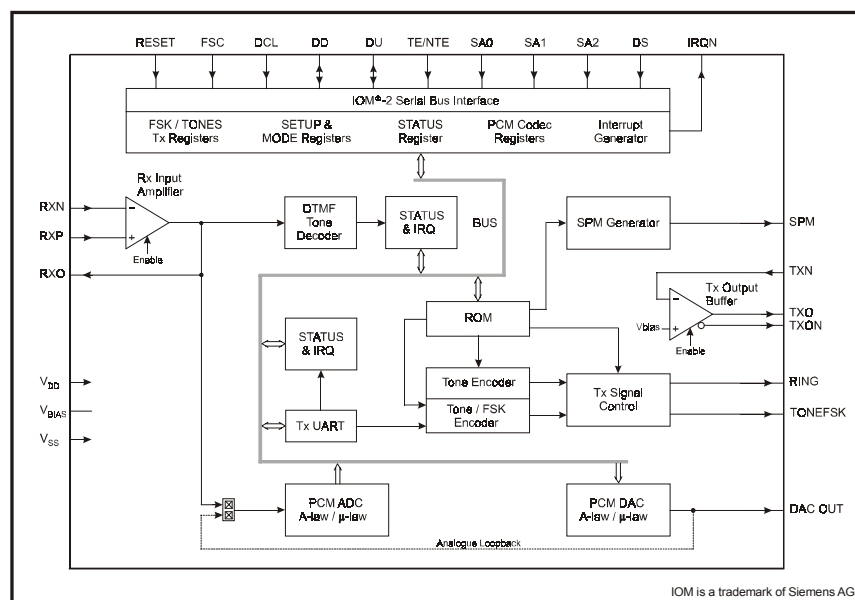 RESET FSC DCL DD DU TE/NTE SA0 SA1 SA2 DS IRQN
IOM®-2 Serial Bus Interface
FSK / TONES
Tx Registers
SETUP &
MODE Registers
STATUS
Register
PCM Codec
Registers
Interrupt
Generator
Rx Input
Amplifier
RXN
RXP
RXO
Enable
DTMF
Tone
Decoder
STATUS
& IRQ
BUS
SPM Generator
SPM
TXN
Tx Output
Buffer
TXO
TXON
Vbias
Enable
ROM
STATUS
& IRQ
Tone Encoder
Tone / FSK
Encoder
Tx Signal
Control
RING
TONEFSK
VDD
VBIAS
VSS
Tx UART
PCM ADC
A-law / µ-law
PCM DAC
A-law / µ-law
DAC OUT
Analogue Loopback
IOM is a trademark of Siemens AG